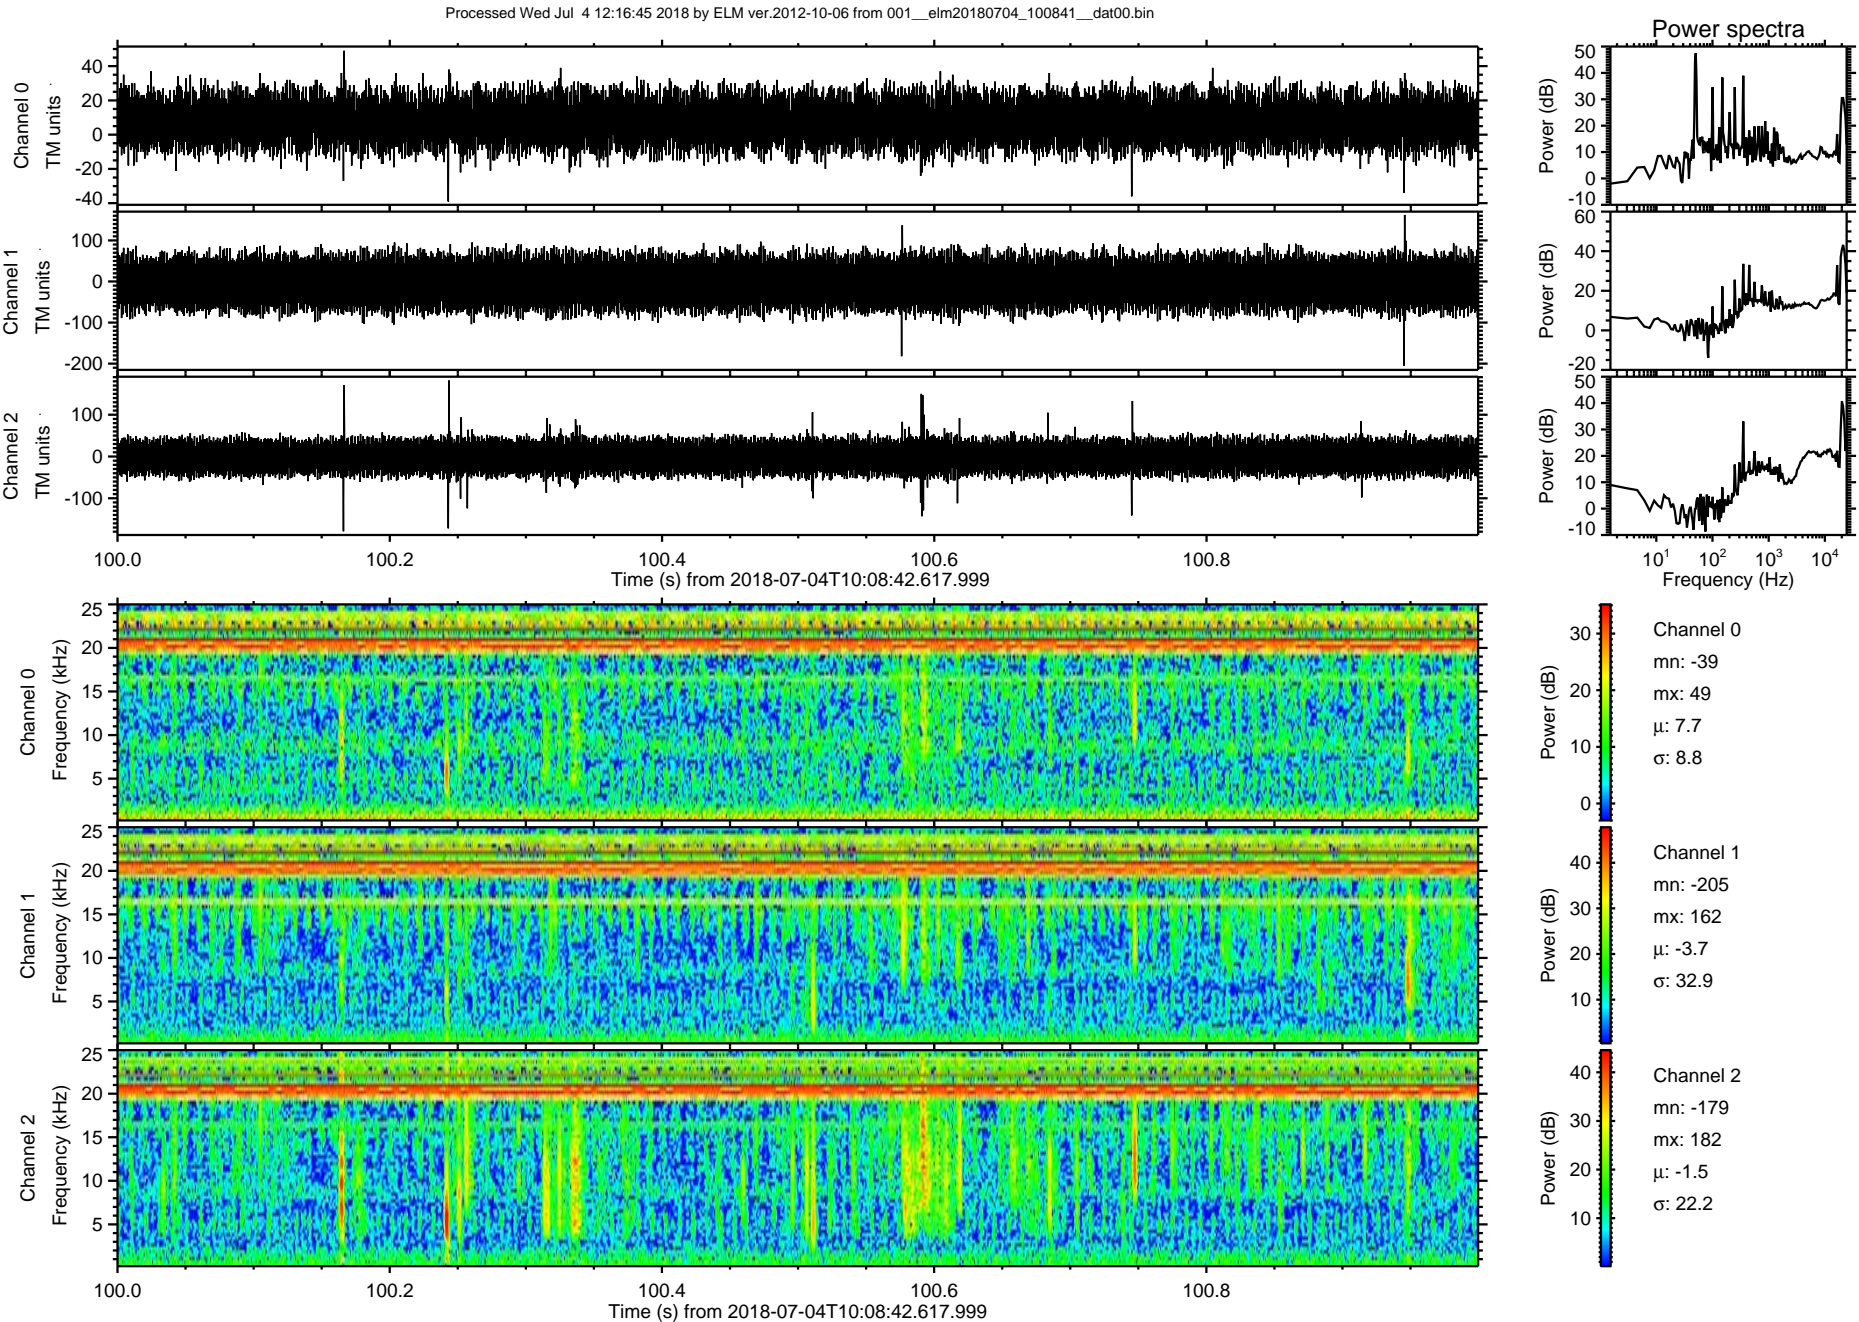 Processed Wed Jul  4 12:16:45 2018 by ELM ver.2012-10-06 from 001__elm20180704_100841__dat00.bin
Power spectra
Channel 0
TM units
40
20
0
-20
-40
Power (dB)
50
40
30
20
10
0
-10
Channel 1
TM units
100
0
-100
-200
Power (dB)
60
40
20
0
-20
Channel 2
TM units
100
0
-100
Power (dB)
50
40
30
20
10
0
-10
100.0 100.2 100.4 100.6 100.8
Time (s) from 2018-07-04T10:08:42.617.999
10^1 10^2 10^3 10^4
Frequency (Hz)
Channel 0
Frequency (kHz)
25
20
15
10
5
Power (dB)
30
20
10
0
Channel 0
mn: -39
mx: 49
μ: 7.7
σ: 8.8
Channel 1
Frequency (kHz)
25
20
15
10
5
Power (dB)
40
30
20
10
Channel 1
mn: -205
mx: 162
μ: -3.7
σ: 32.9
Channel 2
Frequency (kHz)
25
20
15
10
5
Power (dB)
40
30
20
10
Channel 2
mn: -179
mx: 182
μ: -1.5
σ: 22.2
100.0 100.2 100.4 100.6 100.8
Time (s) from 2018-07-04T10:08:42.617.999